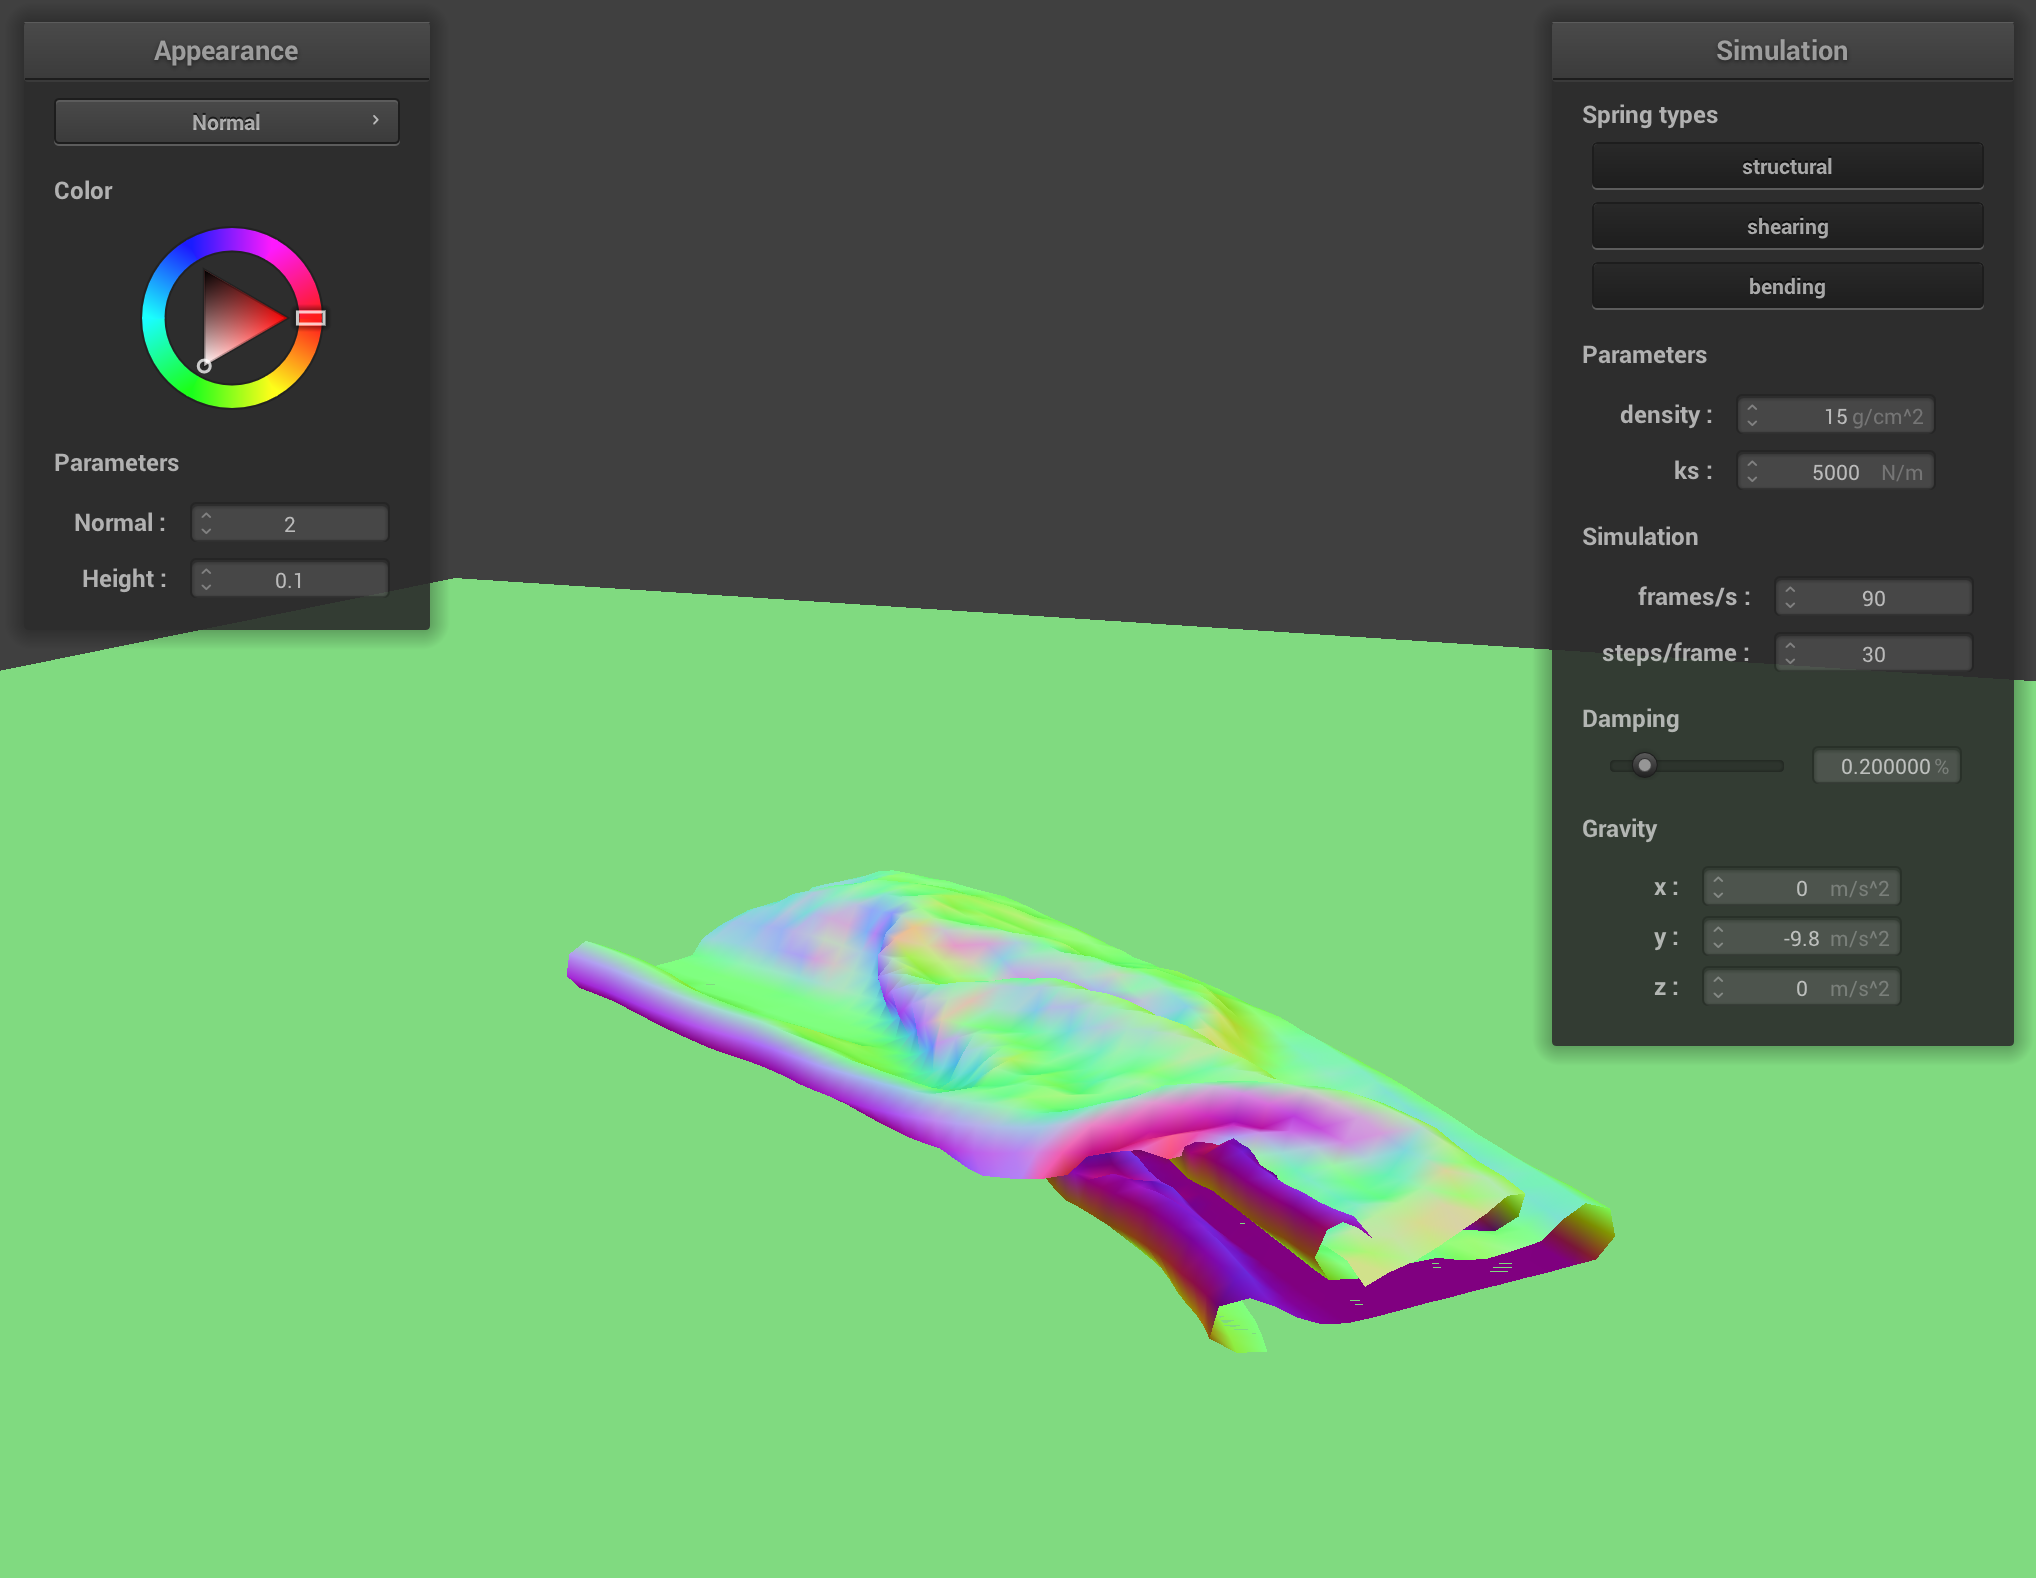 Appearance
Normal
Color
Parameters
Normal : 2
Height : 0.1
Simulation
Spring types
structural
shearing
bending
Parameters
density : 15 g/cm^2
ks : 5000 N/m
Simulation
frames/s : 90
steps/frame : 30
Damping
0.200000 %
Gravity
x : 0 m/s^2
y : -9.8 m/s^2
z : 0 m/s^2